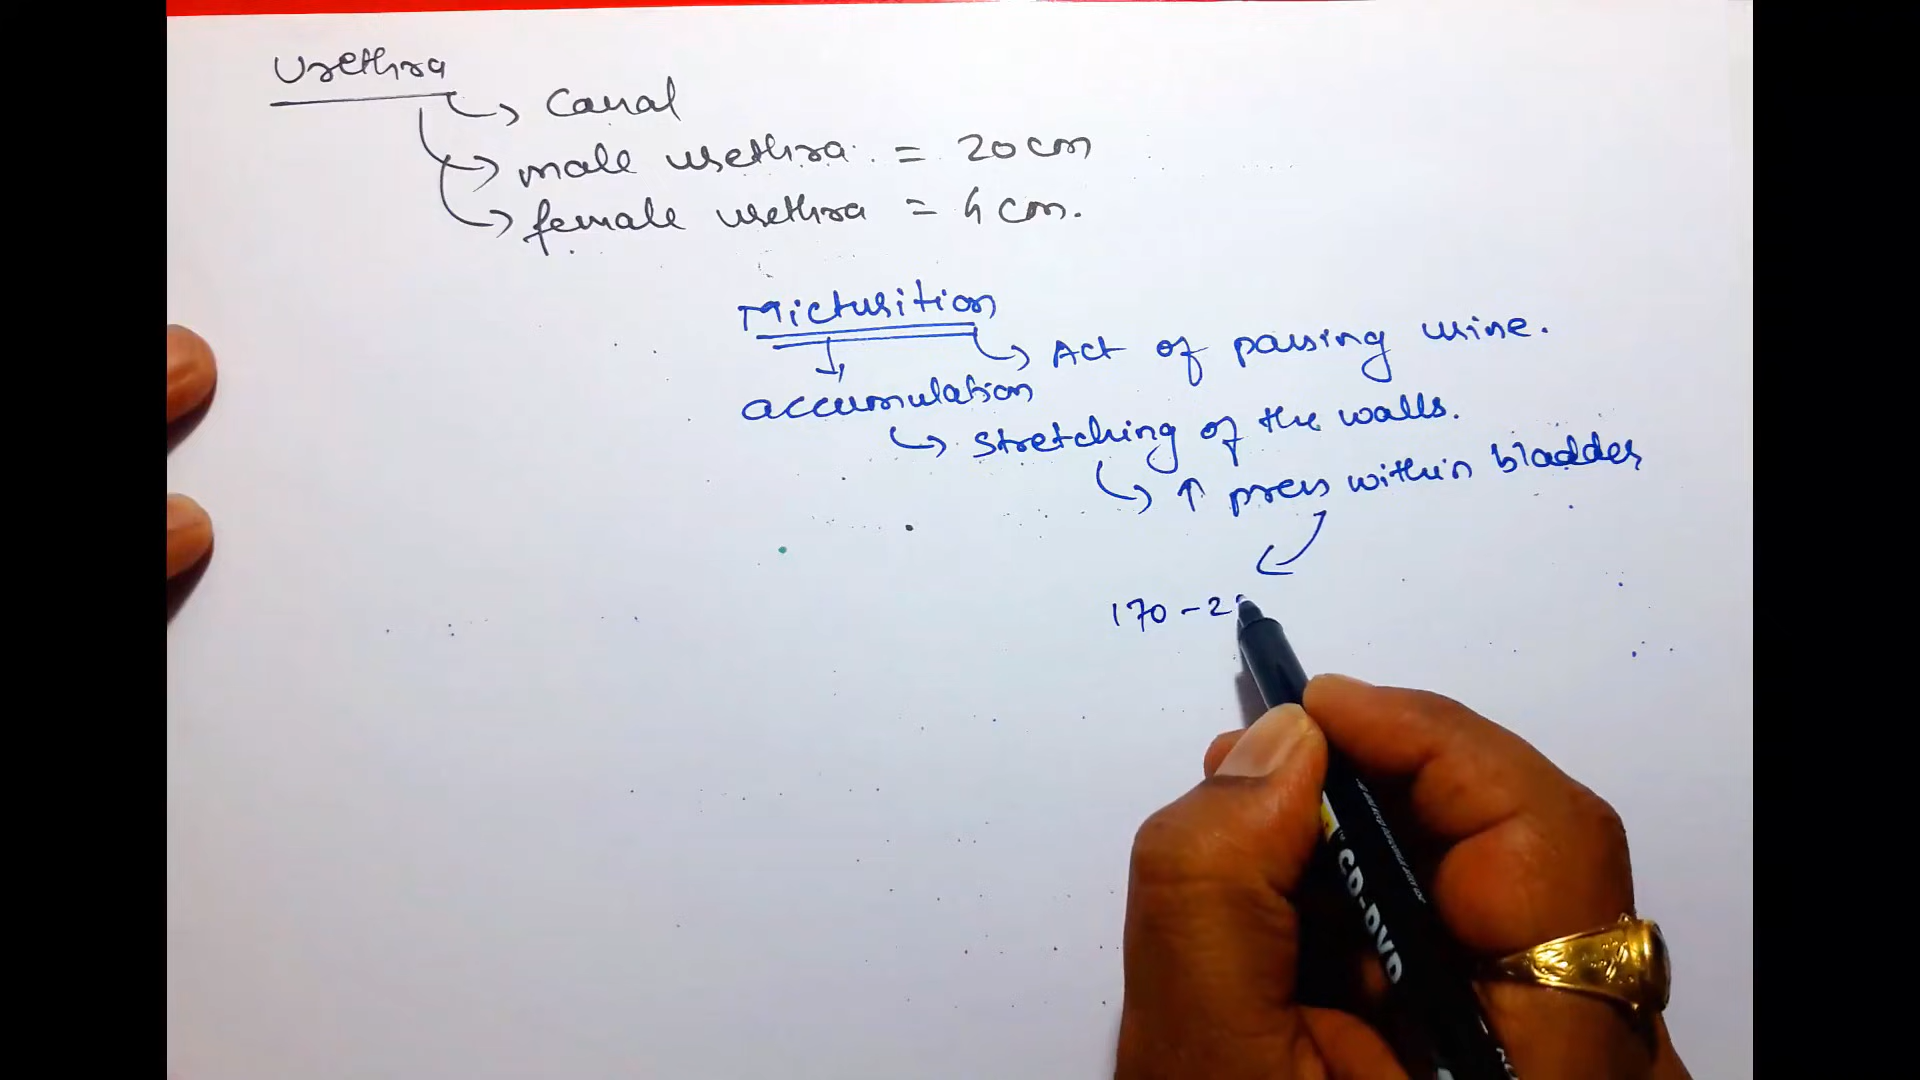 Urethra
canal
male urethra = 20 cm
female urethra = 4 cm.
Micturition
Act of passing urine.
accumulation
stretching of the walls.
↑ press within bladder
170 - 2
CD-DVD